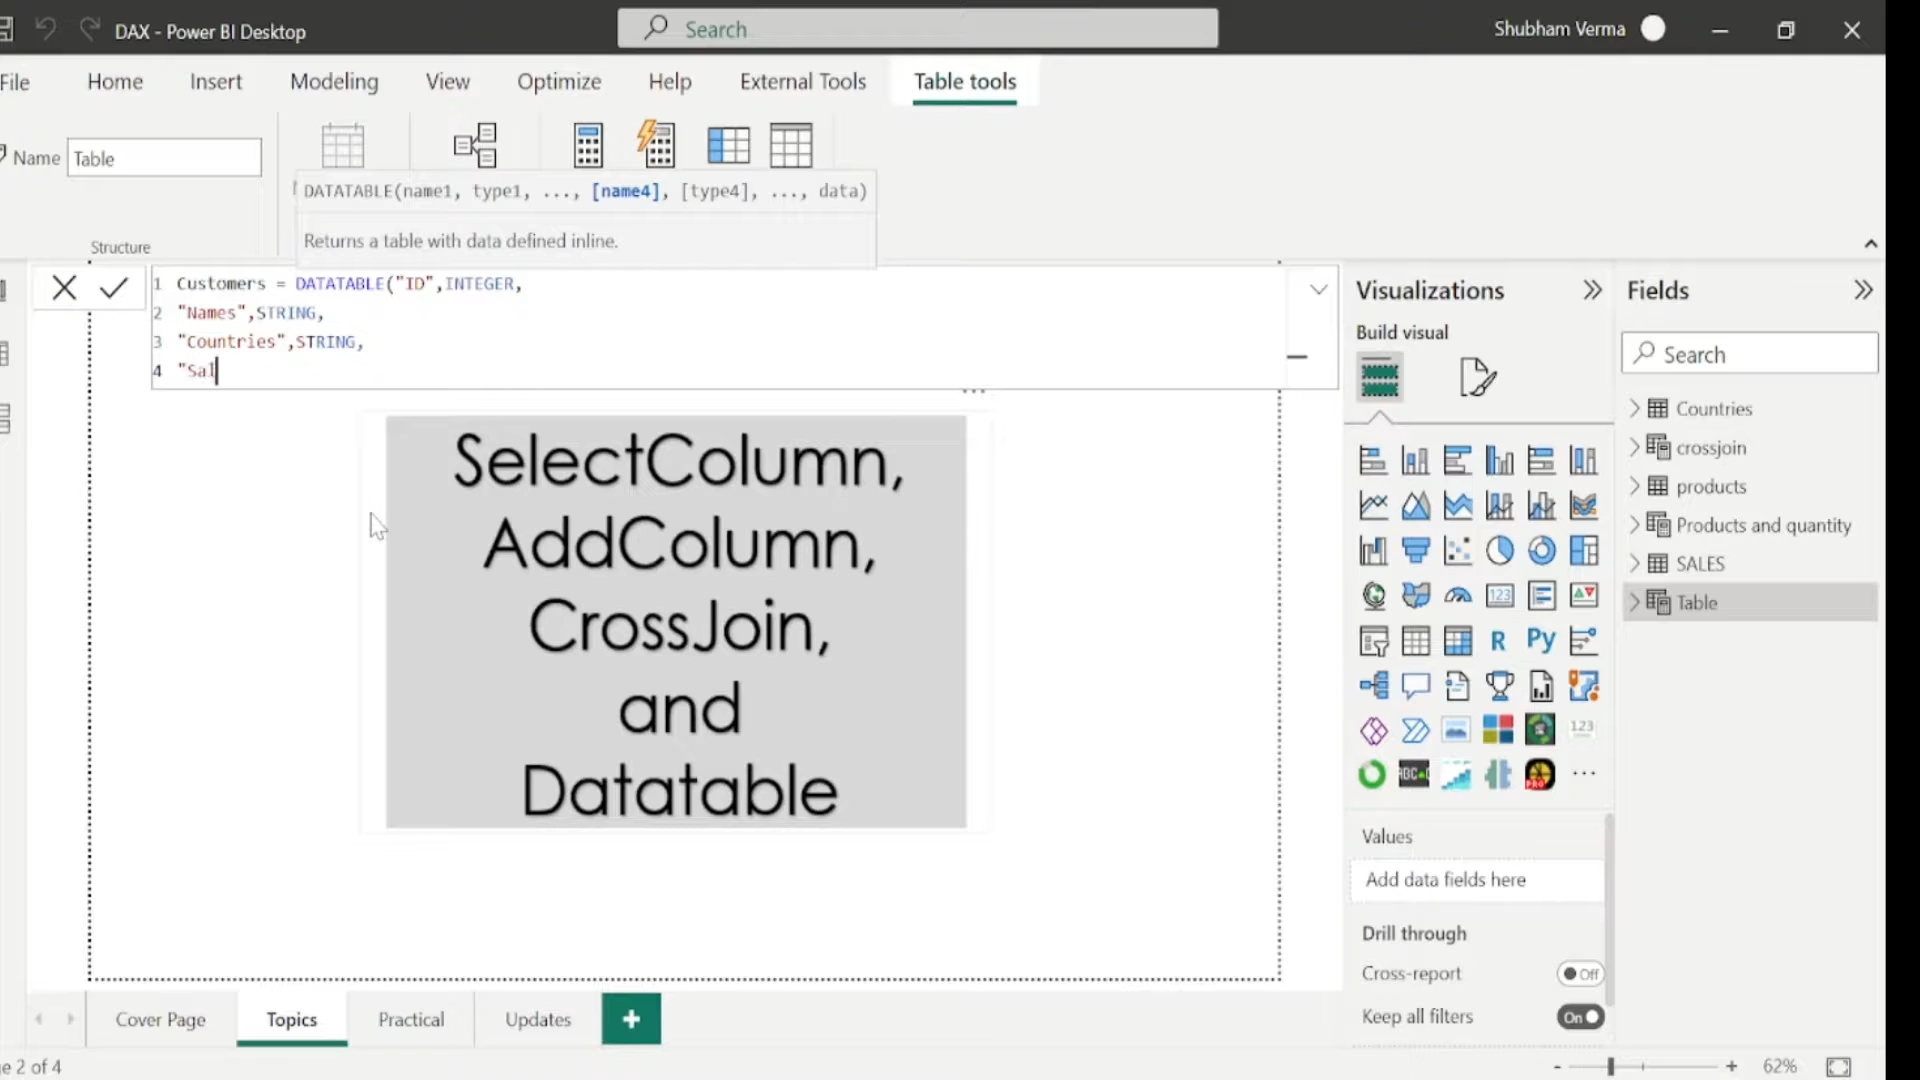 DAX - Power BI Desktop
Search
Shubham Verma
File
Home
Insert
Modeling
View
Optimize
Help
External Tools
Table tools
Name
Table
Structure
DATATABLE(name1, type1, ..., [name4], [type4], ..., data)
Returns a table with data defined inline.
1 Customers = DATATABLE("ID",INTEGER,
2 "Names",STRING,
3 "Countries",STRING,
4 "Sal
SelectColumn,
AddColumn,
CrossJoin,
and
Datatable
Visualizations
Build visual
123
R
Py
123
ABC
PRO
Values
Add data fields here
Drill through
Cross-report
Off
Keep all filters
On
Fields
Search
Countries
crossjoin
products
Products and quantity
SALES
Table
Cover Page
Topics
Practical
Updates
+
e 2 of 4
-
+
62%